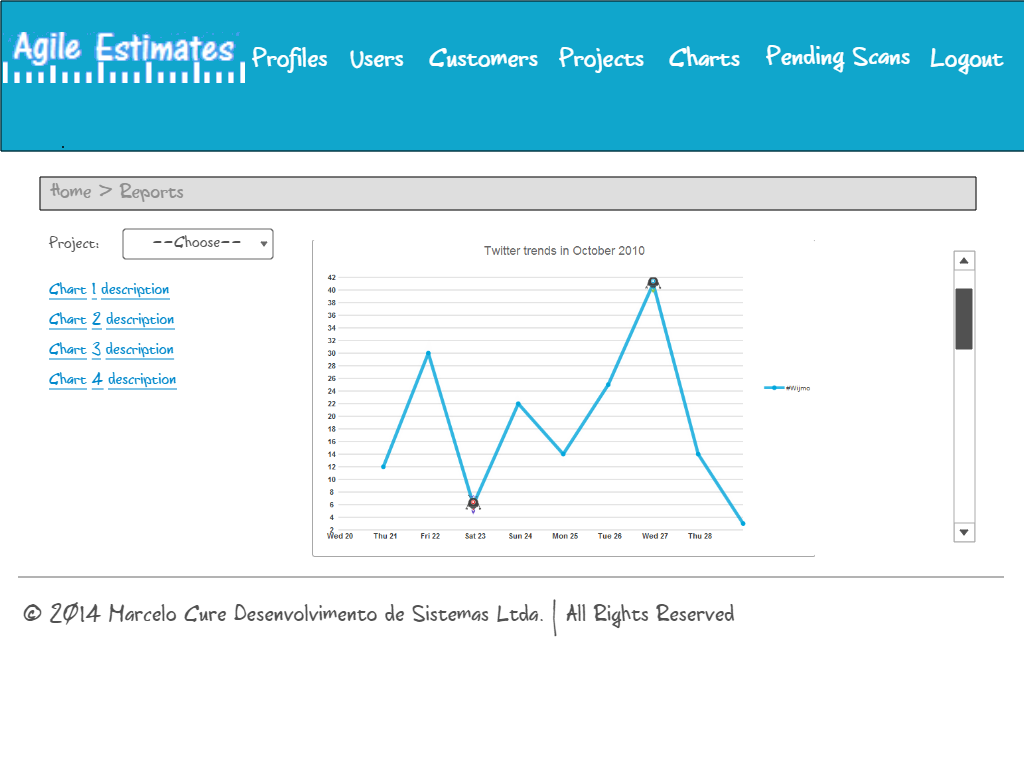 Agile Estimates
Profiles Users Customers Projects Charts Pending Scans Logout
Home > Reports
Project: --Choose--
Chart 1 description
Chart 2 description
Chart 3 description
Chart 4 description
Twitter trends in October 2010
42
40
38
36
34
32
30
28
26
24
22
20
18
16
14
12
10
8
6
4
2
Wed 20 Thu 21 Fri 22 Sat 23 Sun 24 Mon 25 Tue 26 Wed 27 Thu 28
#Wijmo
© 2014 Marcelo Cure Desenvolvimento de Sistemas Ltda. | All Rights Reserved